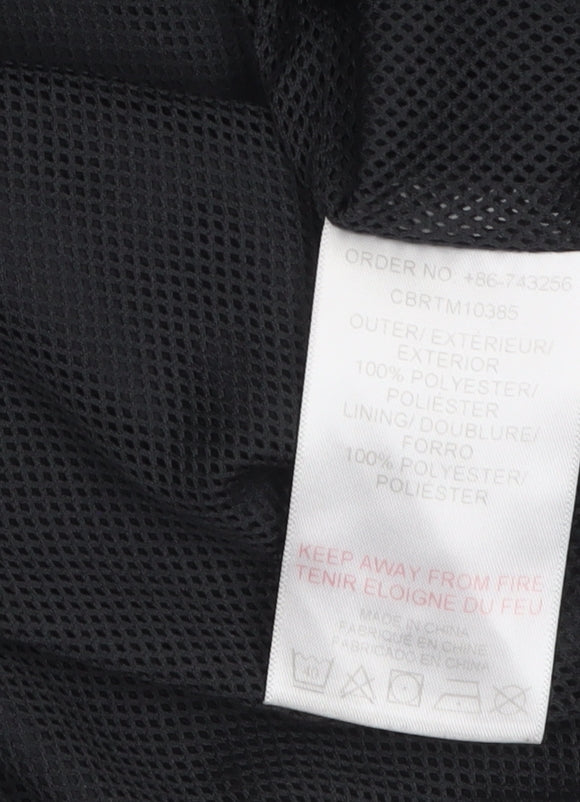 ORDER NO. +86-743256
CBRTM10385
OUTER/ EXTÉRIEUR/
EXTERIOR
100% POLYESTER/
POLIÉSTER
LINING/ DOUBLURE/
FORRO
100% POLYESTER/
POLIÉSTER
KEEP AWAY FROM FIRE
TENIR ELOIGNE DU FEU
MADE IN CHINA
FABRIQUÉ EN CHINE
FABRICADO EN CHINA
40